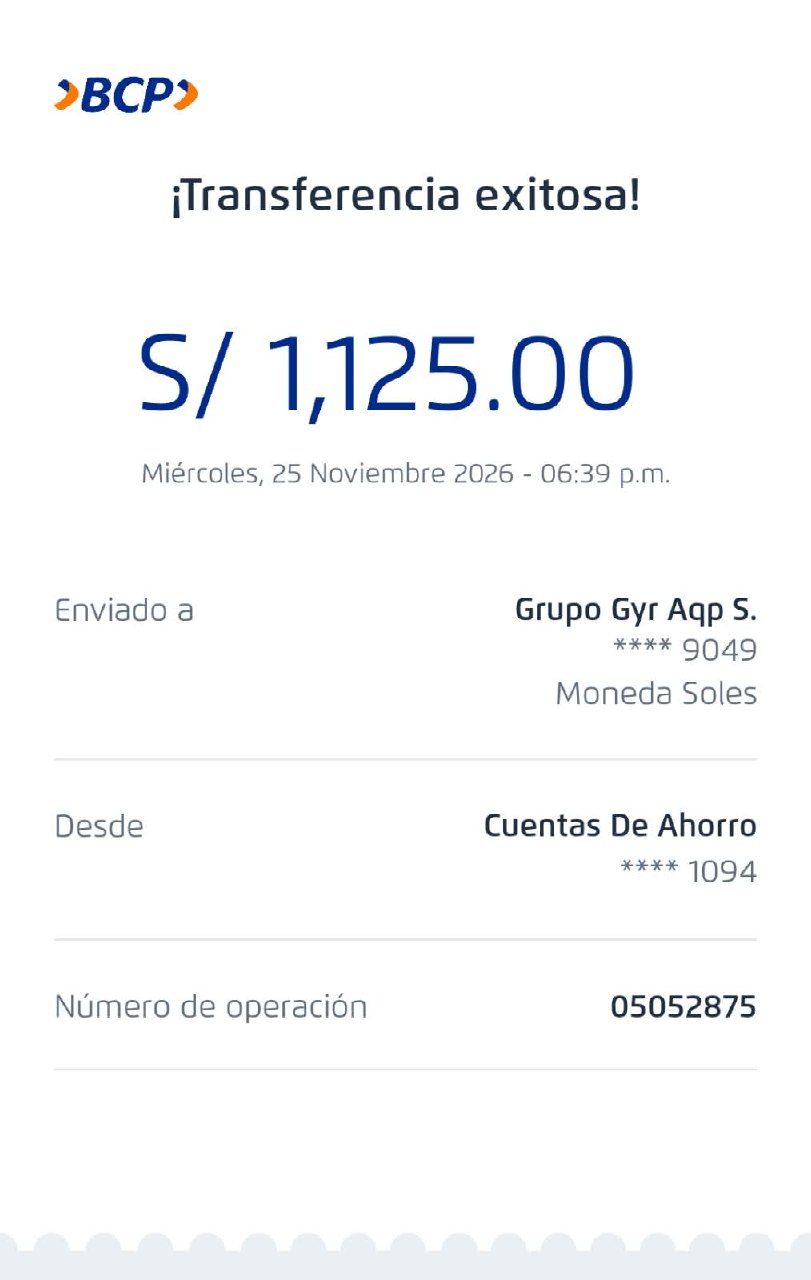 BCP
¡Transferencia exitosa!
S/ 1,125.00
Miércoles, 25 Noviembre 2026 - 06:39 p.m.
Enviado a
Grupo Gyr Aqp S.
**** 9049
Moneda Soles
Desde
Cuentas De Ahorro
**** 1094
Número de operación
05052875